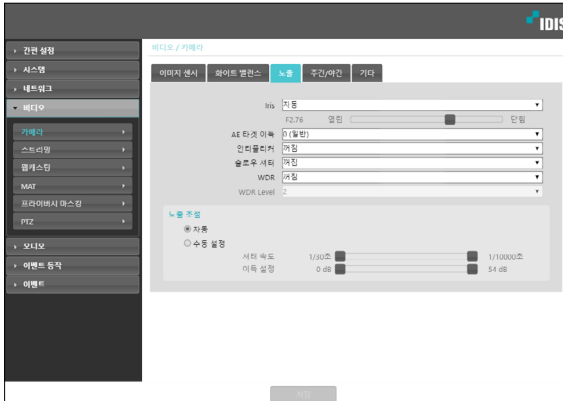 IDIS
간편 설정
시스템
네트워크
비디오
카메라
스트리밍
웹캐스팅
MAT
프라이버시 마스킹
PTZ
오디오
이벤트 동작
이벤트
비디오 / 카메라
이미지 센서 화이트 밸런스 노출 주간/야간 기타
Iris 자동
F2.76 열림 닫힘
AE 타겟 이득 0 (일반)
안티플리커 꺼짐
슬로우 셔터 꺼짐
WDR 꺼짐
WDR Level 2
노출 조절
자동
수동 설정
셔터 속도 1/30초 1/10000초
이득 설정 0 dB 54 dB
저장